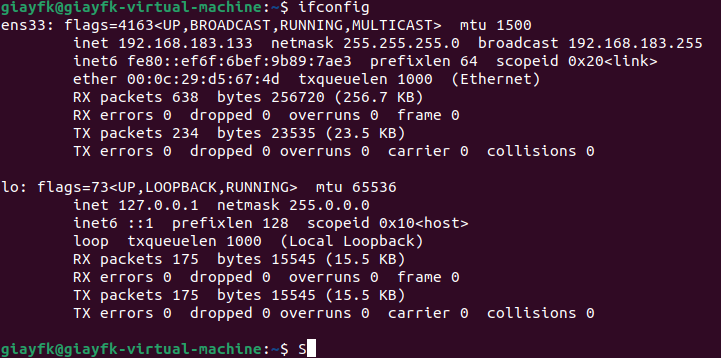 giayfk@giayfk-virtual-machine:~$ ifconfig
ens33: flags=4163<UP,BROADCAST,RUNNING,MULTICAST>  mtu 1500
        inet 192.168.183.133  netmask 255.255.255.0  broadcast 192.168.183.255
        inet6 fe80::ef6f:6bef:9b89:7ae3  prefixlen 64  scopeid 0x20<link>
        ether 00:0c:29:d5:67:4d  txqueuelen 1000  (Ethernet)
        RX packets 638  bytes 256720 (256.7 KB)
        RX errors 0  dropped 0  overruns 0  frame 0
        TX packets 234  bytes 23535 (23.5 KB)
        TX errors 0  dropped 0 overruns 0  carrier 0  collisions 0

lo: flags=73<UP,LOOPBACK,RUNNING>  mtu 65536
        inet 127.0.0.1  netmask 255.0.0.0
        inet6 ::1  prefixlen 128  scopeid 0x10<host>
        loop  txqueuelen 1000  (Local Loopback)
        RX packets 175  bytes 15545 (15.5 KB)
        RX errors 0  dropped 0  overruns 0  frame 0
        TX packets 175  bytes 15545 (15.5 KB)
        TX errors 0  dropped 0 overruns 0  carrier 0  collisions 0

giayfk@giayfk-virtual-machine:~$ S